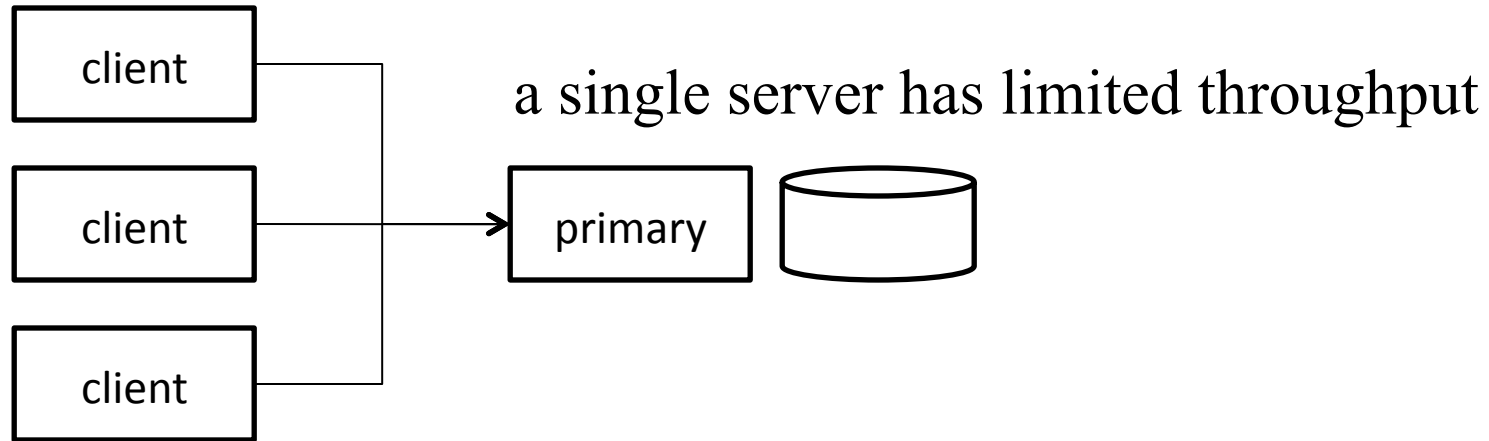 client
a single server has limited throughput
client
primary
client